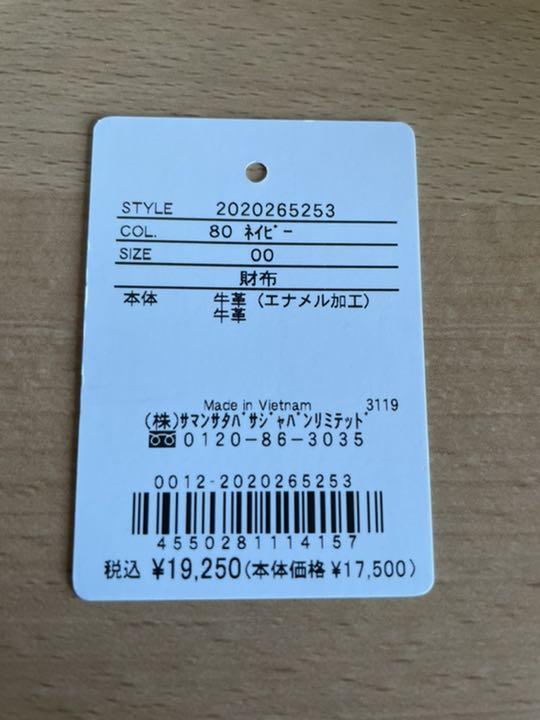 STYLE 2020265253
COL. 80 ﾈｲﾋﾞｰ
SIZE 00
財布
本体 牛革（エナメル加工）
牛革
Made in Vietnam 3119
(株)ｻﾏﾝｻﾀﾊﾞｻｼﾞｬﾊﾟﾝﾘﾐﾃｯﾄﾞ
0120-86-3035
0012-2020265253
4550281114157
税込 ¥19,250(本体価格 ¥17,500)